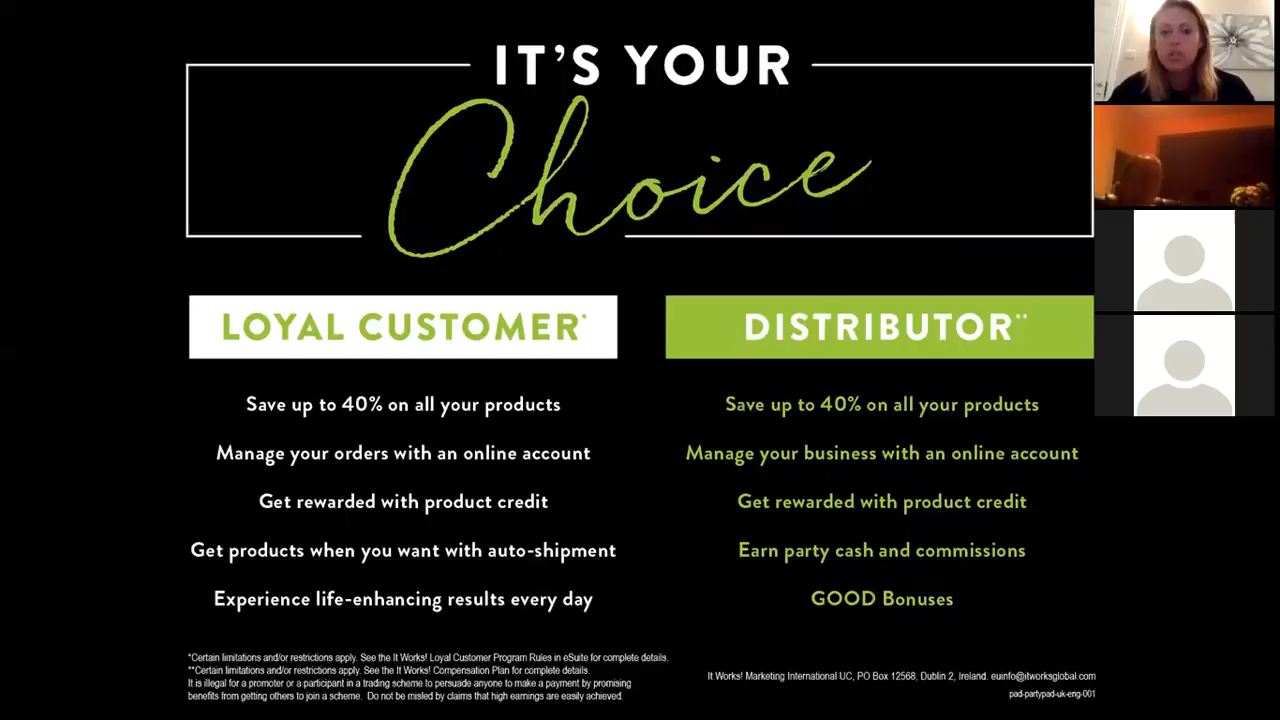 IT'S YOUR
Choice
LOYAL CUSTOMER*
Save up to 40% on all your products
Manage your orders with an online account
Get rewarded with product credit
Get products when you want with auto-shipment
Experience life-enhancing results every day
DISTRIBUTOR**
Save up to 40% on all your products
Manage your business with an online account
Get rewarded with product credit
Earn party cash and commissions
GOOD Bonuses
*Certain limitations and/or restrictions apply. See the It Works! Loyal Customer Program Rules in eSuite for complete details.
**Certain limitations and/or restrictions apply. See the It Works! Compensation Plan for complete details.
It is illegal for a promoter or a participant in a trading scheme to persuade anyone to make a payment by promising
benefits from getting others to join a scheme. Do not be misled by claims that high earnings are easily achieved.
It Works! Marketing International UC, PO Box 12568, Dublin 2, Ireland. euinfo@itworksglobal.com
pad-partypad-uk-eng-001